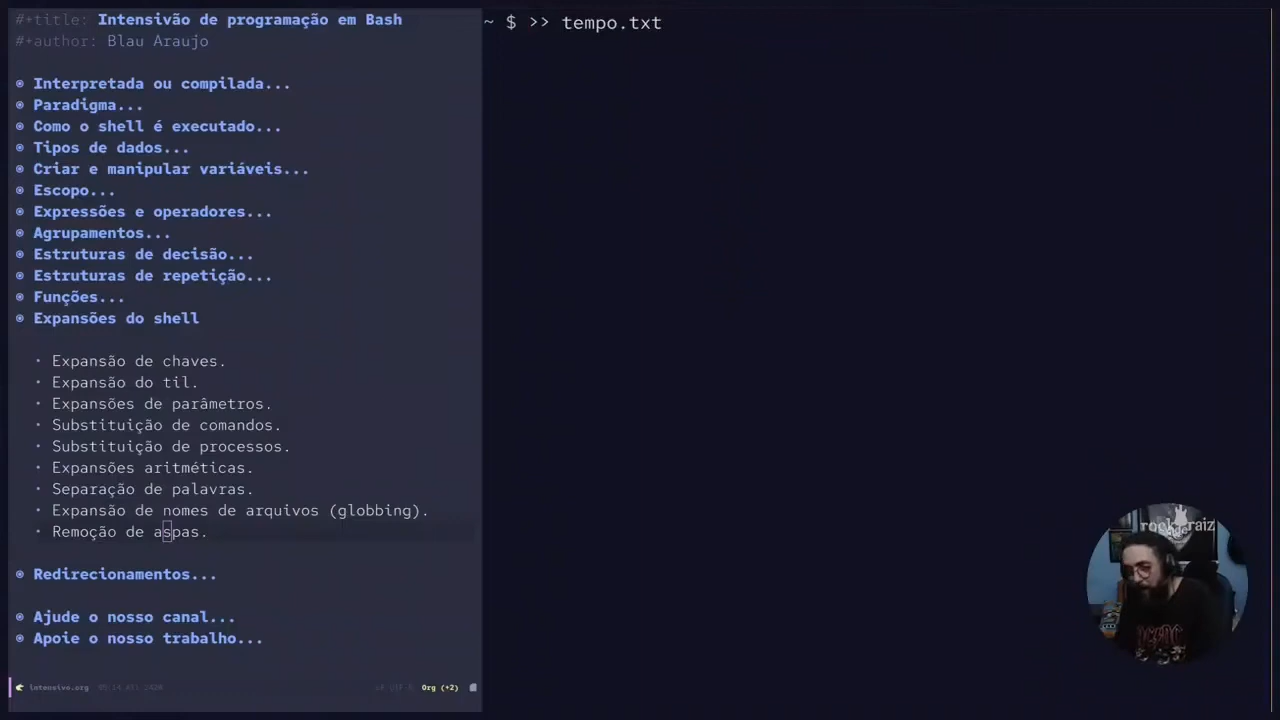 #+title: Intensivão de programação em Bash
#+author: Blau Araujo
Interpretada ou compilada...
Paradigma...
Como o shell é executado...
Tipos de dados...
Criar e manipular variáveis...
Escopo...
Expressões e operadores...
Agrupamentos...
Estruturas de decisão...
Estruturas de repetição...
Funções...
Expansões do shell
• Expansão de chaves.
• Expansão do til.
• Expansões de parâmetros.
• Substituição de comandos.
• Substituição de processos.
• Expansões aritméticas.
• Separação de palavras.
• Expansão de nomes de arquivos (globbing).
• Remoção de aspas.
Redirecionamentos...
Ajude o nosso canal...
Apoie o nosso trabalho...
intensivo.org
Org (+2)
~ $ >> tempo.txt
rock raiz